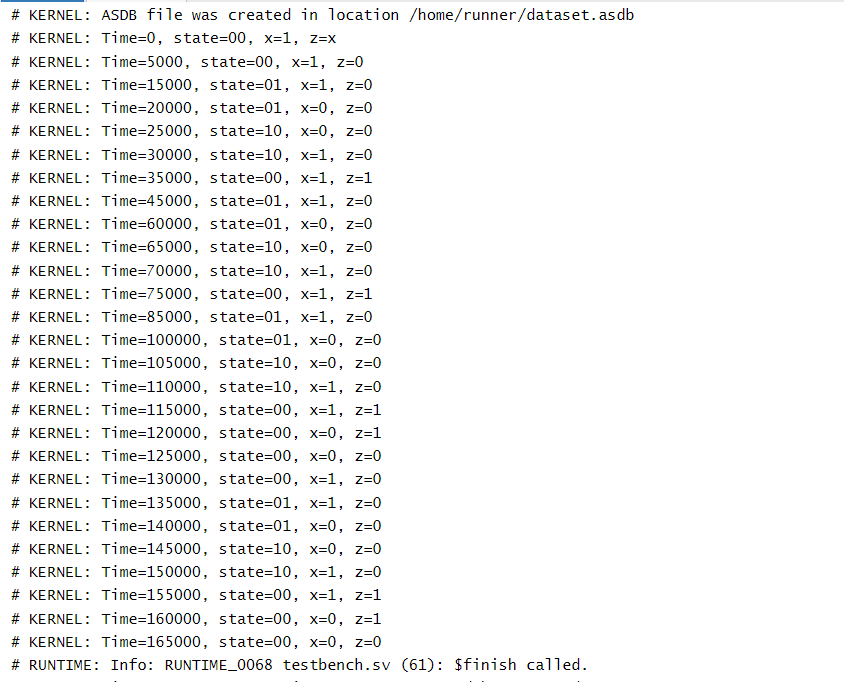 # KERNEL: ASDB file was created in location /home/runner/dataset.asdb
# KERNEL: Time=0, state=00, x=1, z=x
# KERNEL: Time=5000, state=00, x=1, z=0
# KERNEL: Time=15000, state=01, x=1, z=0
# KERNEL: Time=20000, state=01, x=0, z=0
# KERNEL: Time=25000, state=10, x=0, z=0
# KERNEL: Time=30000, state=10, x=1, z=0
# KERNEL: Time=35000, state=00, x=1, z=1
# KERNEL: Time=45000, state=01, x=1, z=0
# KERNEL: Time=60000, state=01, x=0, z=0
# KERNEL: Time=65000, state=10, x=0, z=0
# KERNEL: Time=70000, state=10, x=1, z=0
# KERNEL: Time=75000, state=00, x=1, z=1
# KERNEL: Time=85000, state=01, x=1, z=0
# KERNEL: Time=100000, state=01, x=0, z=0
# KERNEL: Time=105000, state=10, x=0, z=0
# KERNEL: Time=110000, state=10, x=1, z=0
# KERNEL: Time=115000, state=00, x=1, z=1
# KERNEL: Time=120000, state=00, x=0, z=1
# KERNEL: Time=125000, state=00, x=0, z=0
# KERNEL: Time=130000, state=00, x=1, z=0
# KERNEL: Time=135000, state=01, x=1, z=0
# KERNEL: Time=140000, state=01, x=0, z=0
# KERNEL: Time=145000, state=10, x=0, z=0
# KERNEL: Time=150000, state=10, x=1, z=0
# KERNEL: Time=155000, state=00, x=1, z=1
# KERNEL: Time=160000, state=00, x=0, z=1
# KERNEL: Time=165000, state=00, x=0, z=0
# RUNTIME: Info: RUNTIME_0068 testbench.sv (61): $finish called.